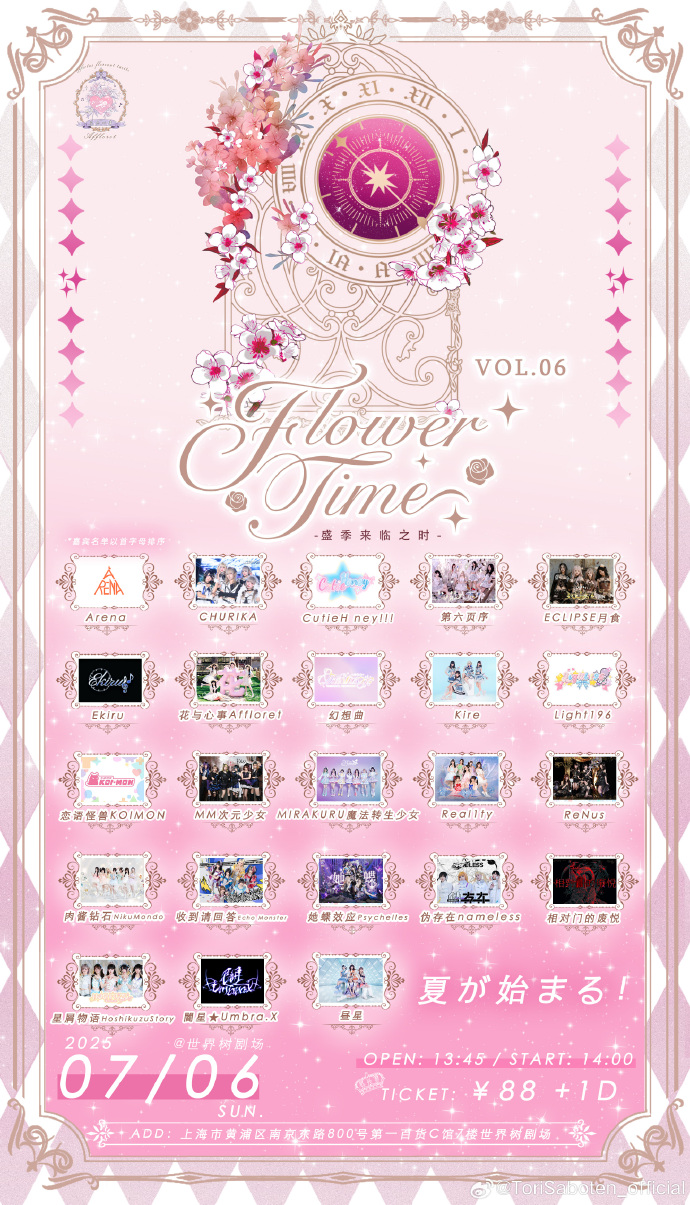 XI XII I
VOL.06
Flower
Time
-盛季来临之时-
*嘉宾名单以首字母排序
ARENA
Arena
CHURIKA
CutieH ney!!!
第六页序
ECLIPSE月食
Ekiru
花与心事Affloret
幻想曲
Kire
Light196
KOI-MON
恋语怪兽KOIMON
MM次元少女
MIRAKURU魔法转生少女
Real1ty
ReNus
肉酱钻石NikuMondo
收到请回答Echo Monster
她螺效应Psychelles
伪存在nameless
相对门的废悦
星屑物语HoshikuzuStory
闇星★Umbra.X
昼星
夏が始まる!
2025
@世界树剧场
07/06
SUN.
OPEN: 13:45 / START: 14:00
TICKET: ¥88 +1D
ADD: 上海市黄浦区南京东路800号第一百货C馆7楼世界树剧场
@ToriSaboten_official